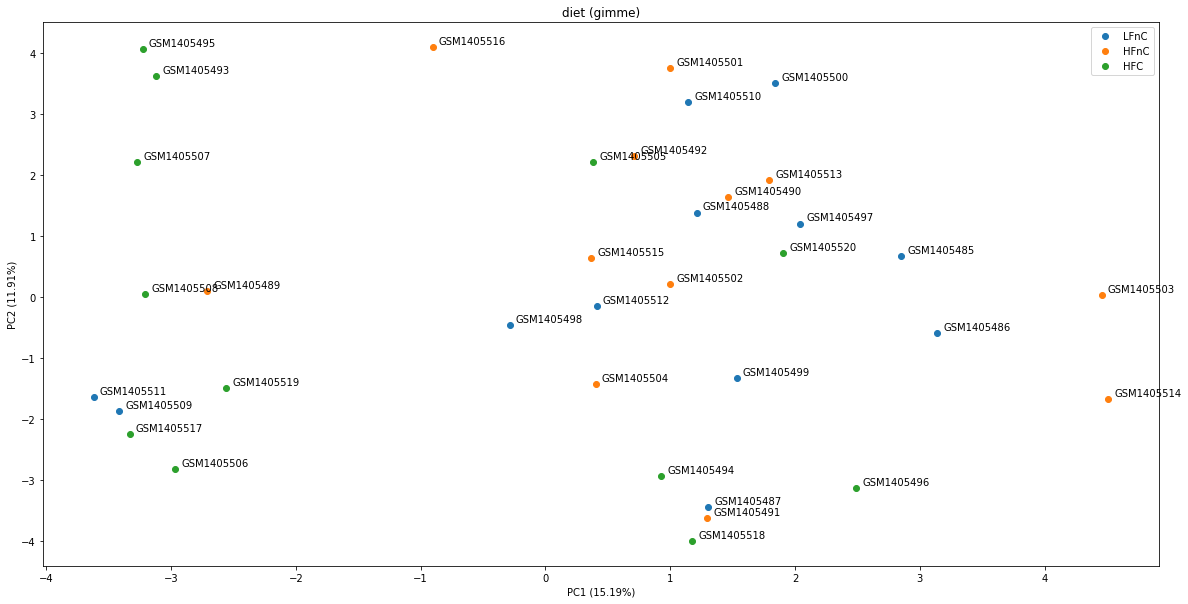 diet (gimme)
LFnC
HFnC
HFC
GSM1405495
GSM1405516
GSM1405493
GSM1405501
GSM1405500
GSM1405510
GSM1405507
GSM1405505
GSM1405492
GSM1405513
GSM1405490
GSM1405488
GSM1405497
GSM1405520
GSM1405485
GSM1405515
GSM1405502
GSM1405508
GSM1405489
GSM1405503
GSM1405512
GSM1405498
GSM1405486
GSM1405499
GSM1405504
GSM1405519
GSM1405511
GSM1405514
GSM1405509
GSM1405517
GSM1405506
GSM1405494
GSM1405496
GSM1405487
GSM1405491
GSM1405518
4
3
2
1
0
−1
−2
−3
−4
PC2 (11.91%)
−4 −3 −2 −1 0 1 2 3 4
PC1 (15.19%)